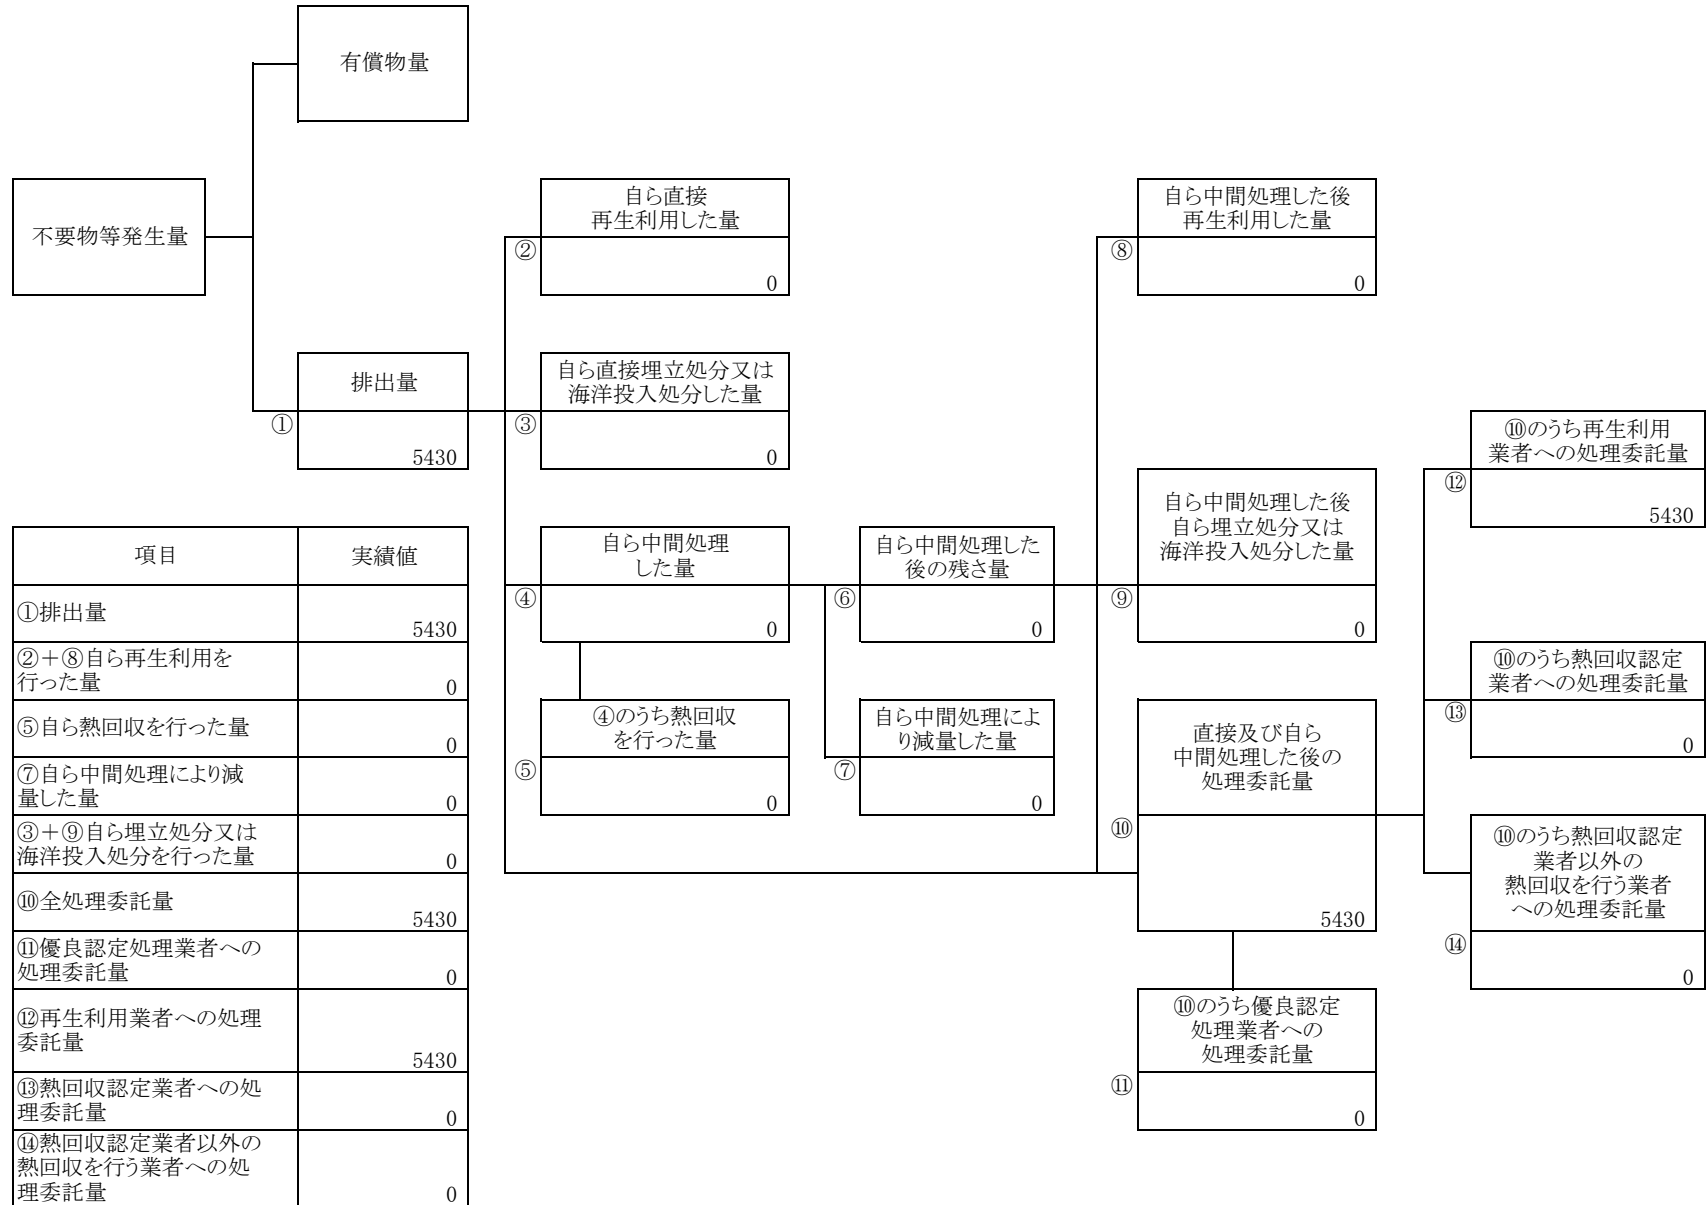 有償物量
不要物等発生量
自ら直接
再生利用した量
②
0
自ら中間処理した後
再生利用した量
⑧
0
排出量
①
5430
自ら直接埋立処分又は
海洋投入処分した量
③
0
⑩のうち再生利用
業者への処理委託量
⑫
5430
自ら中間処理した後
自ら埋立処分又は
海洋投入処分した量
⑨
0
自ら中間処理
した量
④
0
自ら中間処理した
後の残さ量
⑥
0
⑩のうち熱回収認定
業者への処理委託量
⑬
0
④のうち熱回収
を行った量
⑤
0
自ら中間処理によ
り減量した量
⑦
0
直接及び自ら
中間処理した後の
処理委託量
⑩
5430
⑩のうち熱回収認定
業者以外の
熱回収を行う業者
への処理委託量
⑭
0
⑩のうち優良認定
処理業者への
処理委託量
⑪
0
項目 実績値
①排出量
5430
②＋⑧自ら再生利用を
行った量
0
⑤自ら熱回収を行った量
0
⑦自ら中間処理により減
量した量
0
③＋⑨自ら埋立処分又は
海洋投入処分を行った量
0
⑩全処理委託量
5430
⑪優良認定処理業者への
処理委託量
0
⑫再生利用業者への処理
委託量
5430
⑬熱回収認定業者への処
理委託量
0
⑭熱回収認定業者以外の
熱回収を行う業者への処
理委託量
0